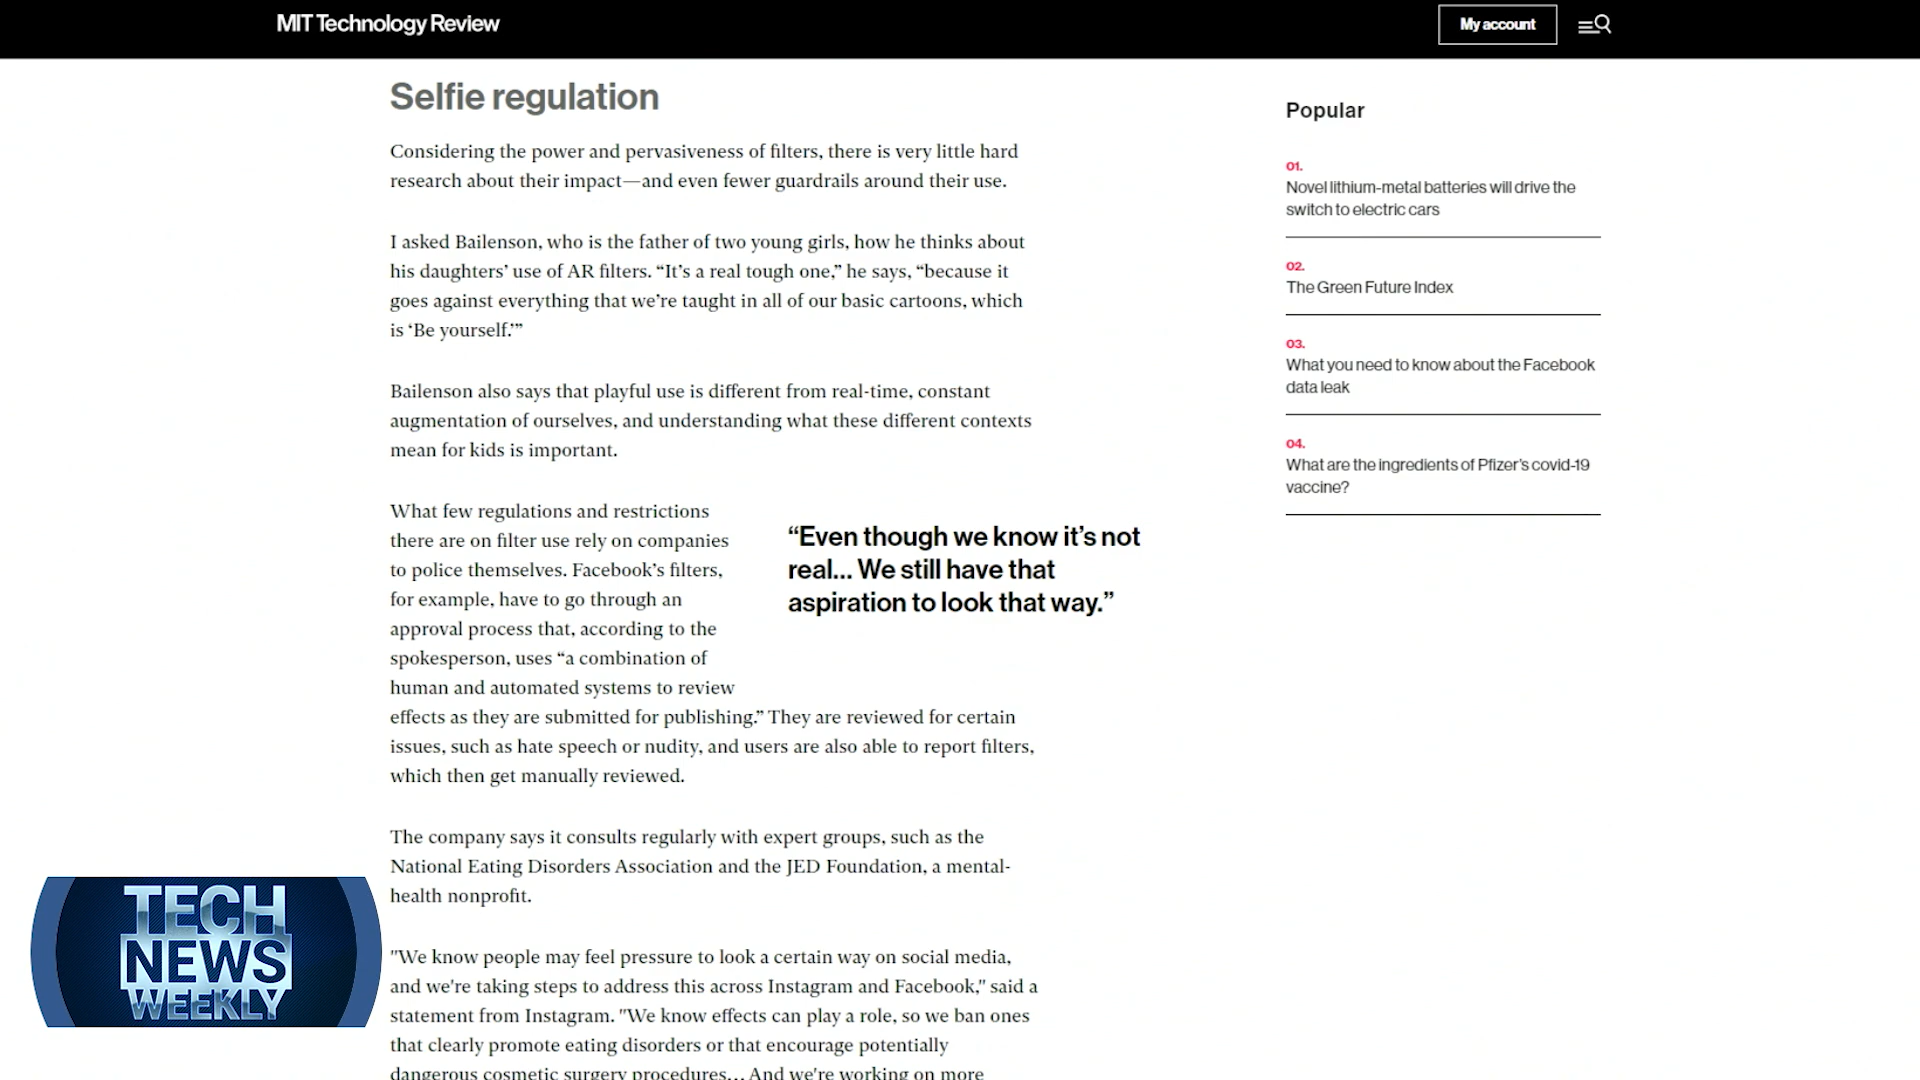 MIT Technology Review
My account
Selfie regulation
Considering the power and pervasiveness of filters, there is very little hard
research about their impact—and even fewer guardrails around their use.
I asked Bailenson, who is the father of two young girls, how he thinks about
his daughters’ use of AR filters. “It’s a real tough one,” he says, “because it
goes against everything that we’re taught in all of our basic cartoons, which
is ‘Be yourself.’”
Bailenson also says that playful use is different from real-time, constant
augmentation of ourselves, and understanding what these different contexts
mean for kids is important.
What few regulations and restrictions
there are on filter use rely on companies
to police themselves. Facebook’s filters,
for example, have to go through an
approval process that, according to the
spokesperson, uses “a combination of
human and automated systems to review
effects as they are submitted for publishing.” They are reviewed for certain
issues, such as hate speech or nudity, and users are also able to report filters,
which then get manually reviewed.
“Even though we know it’s not
real... We still have that
aspiration to look that way.”
The company says it consults regularly with expert groups, such as the
National Eating Disorders Association and the JED Foundation, a mental-
health nonprofit.
"We know people may feel pressure to look a certain way on social media,
and we're taking steps to address this across Instagram and Facebook," said a
statement from Instagram. "We know effects can play a role, so we ban ones
that clearly promote eating disorders or that encourage potentially
dangerous cosmetic surgery procedures… And we're working on more
Popular
01.
Novel lithium-metal batteries will drive the
switch to electric cars
02.
The Green Future Index
03.
What you need to know about the Facebook
data leak
04.
What are the ingredients of Pfizer’s covid-19
vaccine?
TECH
NEWS
WEEKLY